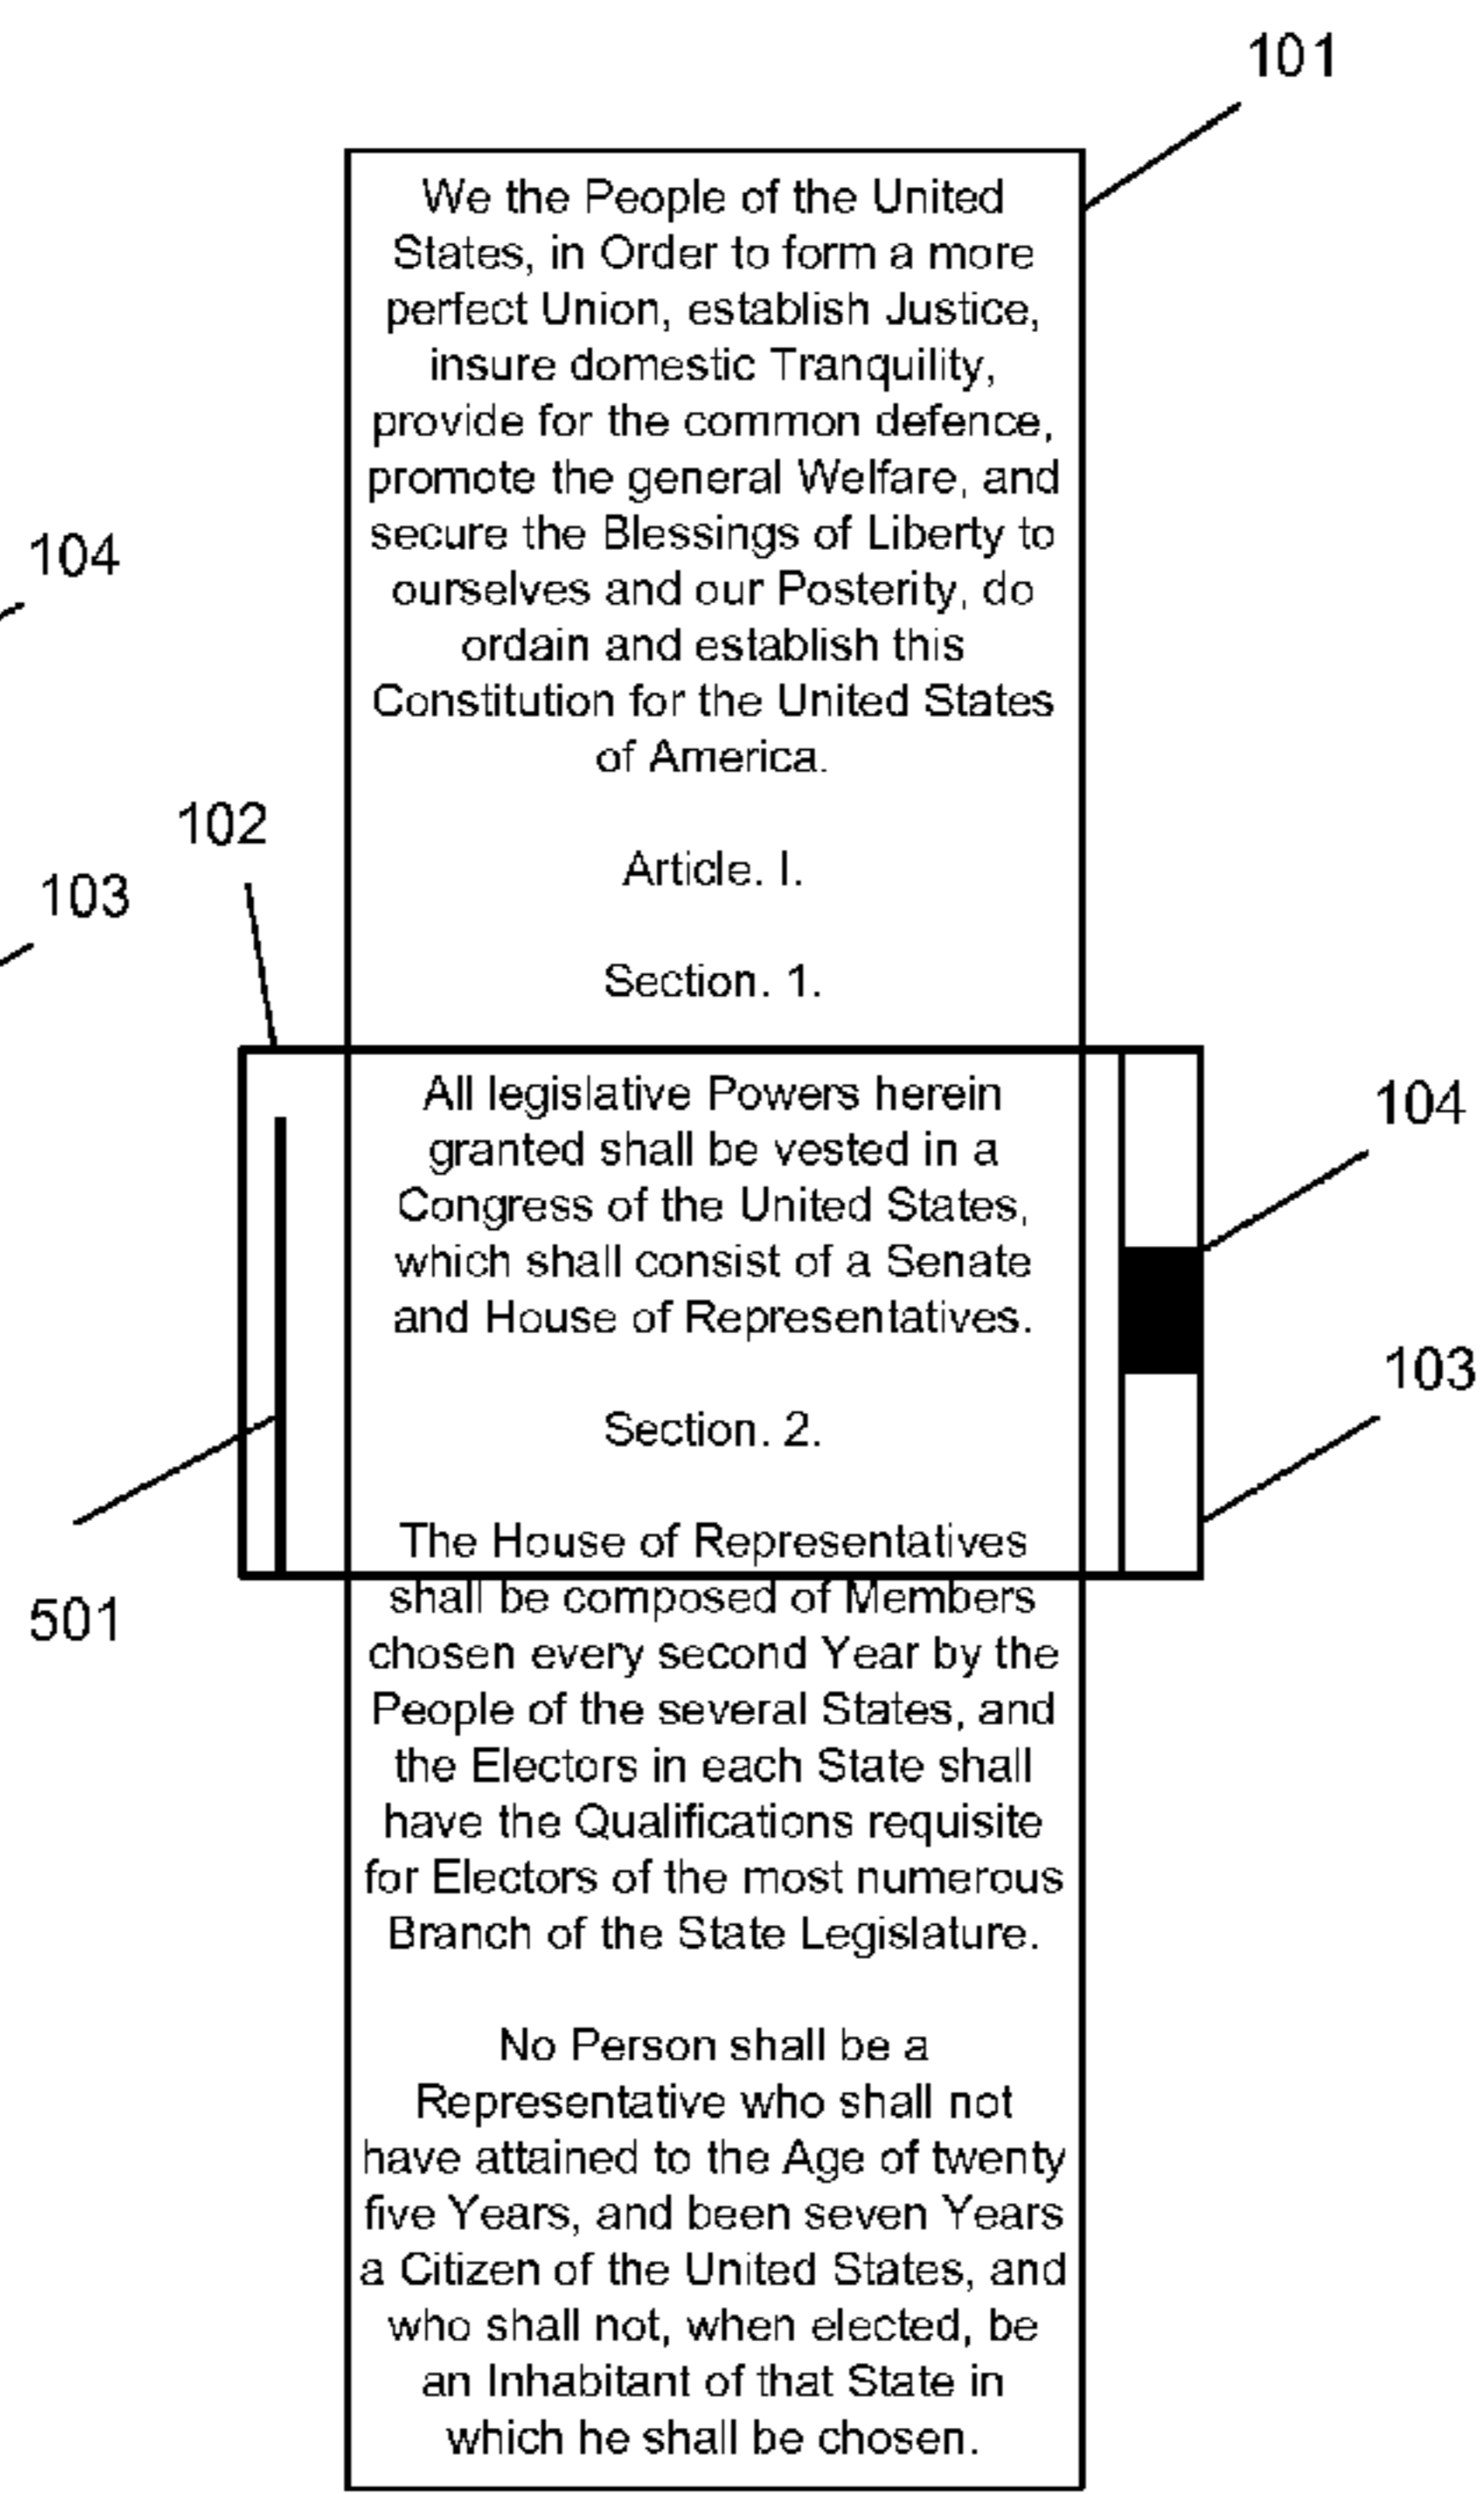 101
We the People of the United
States, in Order to form a more
perfect Union, establish Justice,
insure domestic Tranquility,
provide for the common defence,
promote the general Welfare, and
secure the Blessings of Liberty to
104
ourselves and our Posterity, do
ordain and establish this
Constitution for the United States
of America.
102
Article. I.
103
Section. 1.
All legislative Powers herein
104
granted shall be vested in a
Congress of the United States,
which shall consist of a Senate
and House of Representatives.
103
Section. 2.
The House of Representatives
shall be composed of Members
501
chosen every second Year by the
People of the several States, and
the Electors in each State shall
have the Qualifications requisite
for Electors of the most numerous
Branch of the State Legislature.
No Person shall be a
Representative who shall not
have attained to the Age of twenty
five Years, and been seven Years
a Citizen of the United States, and
who shall not, when elected, be
an Inhabitant of that State in
which he shall be chosen.